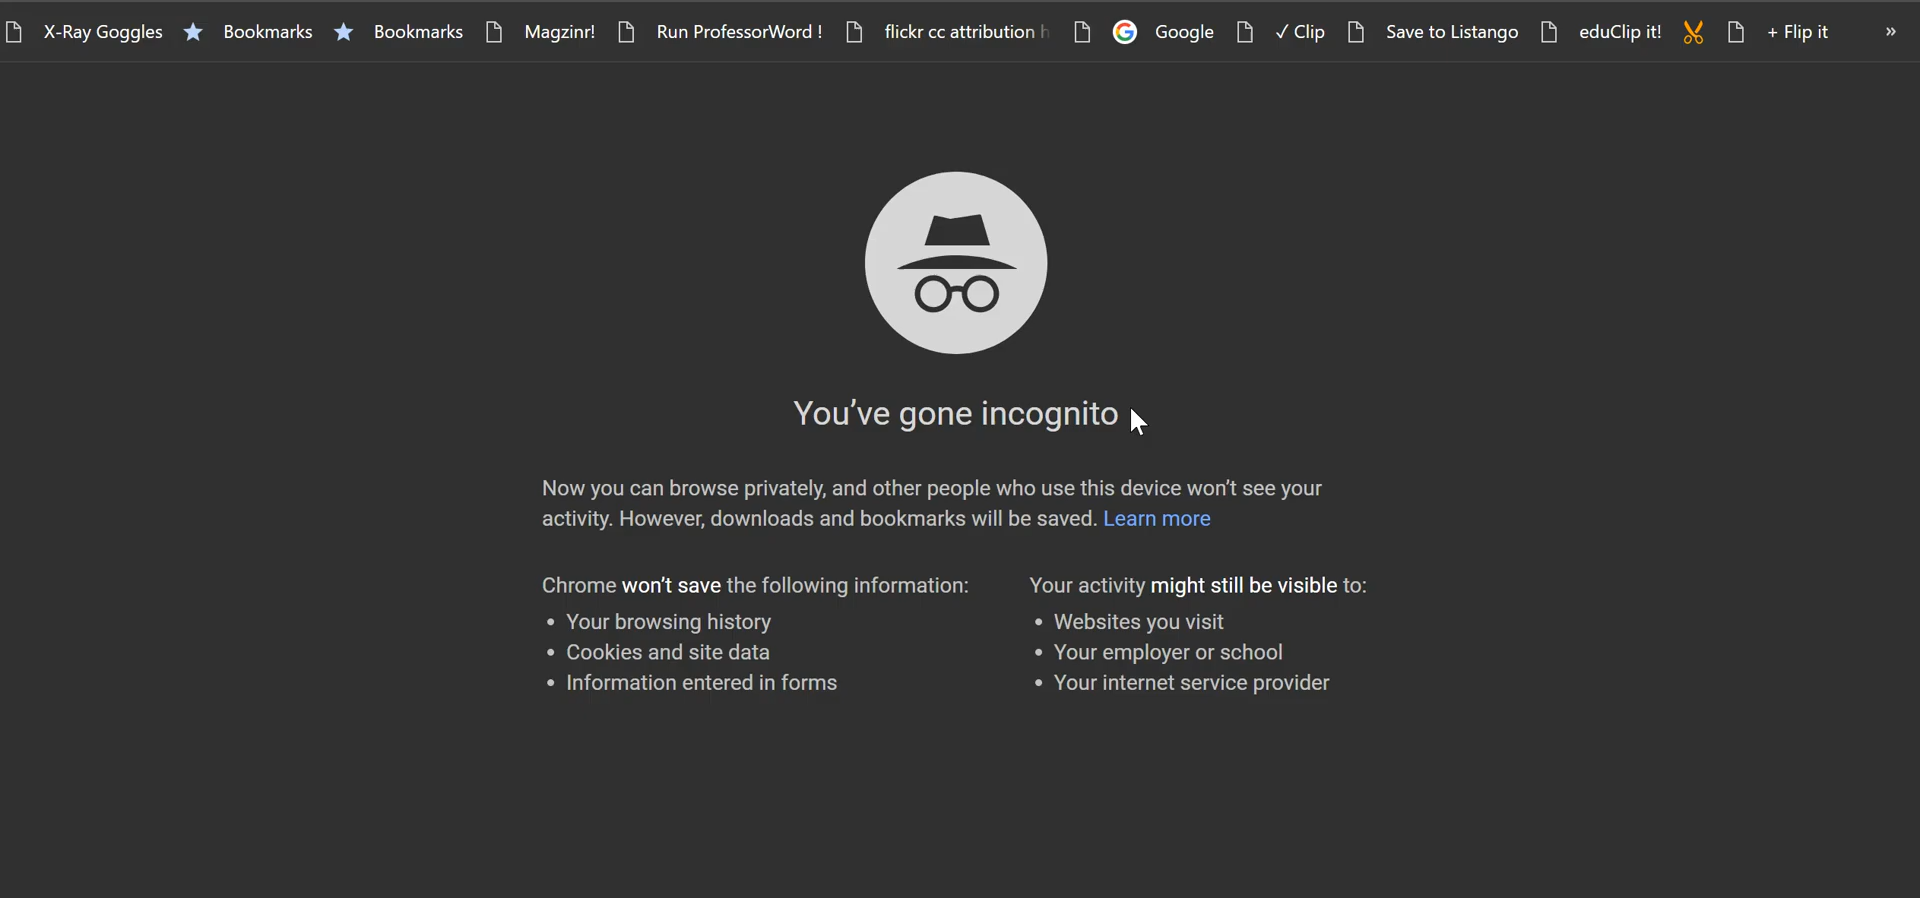 X-Ray Goggles Bookmarks Bookmarks Magzinr! Run ProfessorWord ! flickr cc attribution Google ✓ Clip Save to Listango eduClip it! + Flip it »
You've gone incognito
Now you can browse privately, and other people who use this device won't see your
activity. However, downloads and bookmarks will be saved. Learn more
Chrome won't save the following information:
• Your browsing history
• Cookies and site data
• Information entered in forms
Your activity might still be visible to:
• Websites you visit
• Your employer or school
• Your internet service provider